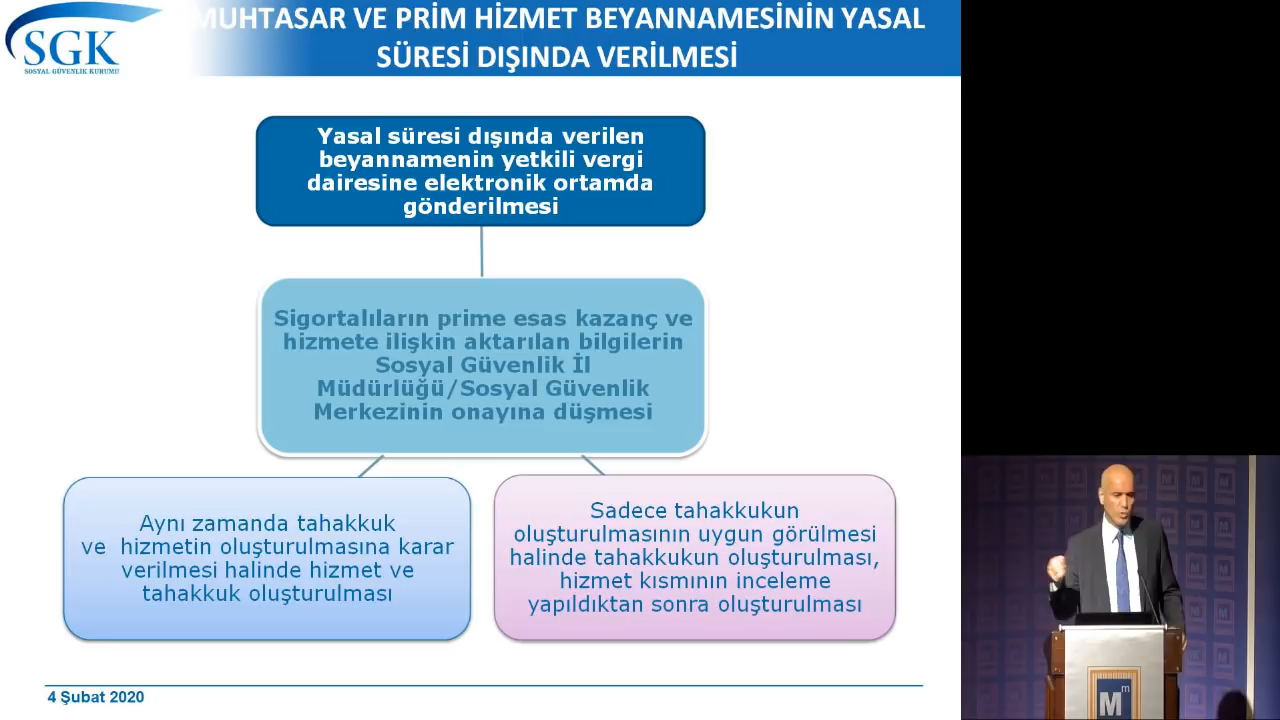 MUHTASAR VE PRİM HİZMET BEYANNAMESİNİN YASAL
SÜRESİ DIŞINDA VERİLMESİ
SGK
SOSYAL GÜVENLİK KURUMU
Yasal süresi dışında verilen
beyannamenin yetkili vergi
dairesine elektronik ortamda
gönderilmesi
Sigortalıların prime esas kazanç ve
hizmete ilişkin aktarılan bilgilerin
Sosyal Güvenlik İl
Müdürlüğü/Sosyal Güvenlik
Merkezinin onayına düşmesi
Aynı zamanda tahakkuk
ve hizmetin oluşturulmasına karar
verilmesi halinde hizmet ve
tahakkuk oluşturulması
Sadece tahakkukun
oluşturulmasının uygun görülmesi
halinde tahakkukun oluşturulması,
hizmet kısmının inceleme
yapıldıktan sonra oluşturulması
4 Şubat 2020
M
m